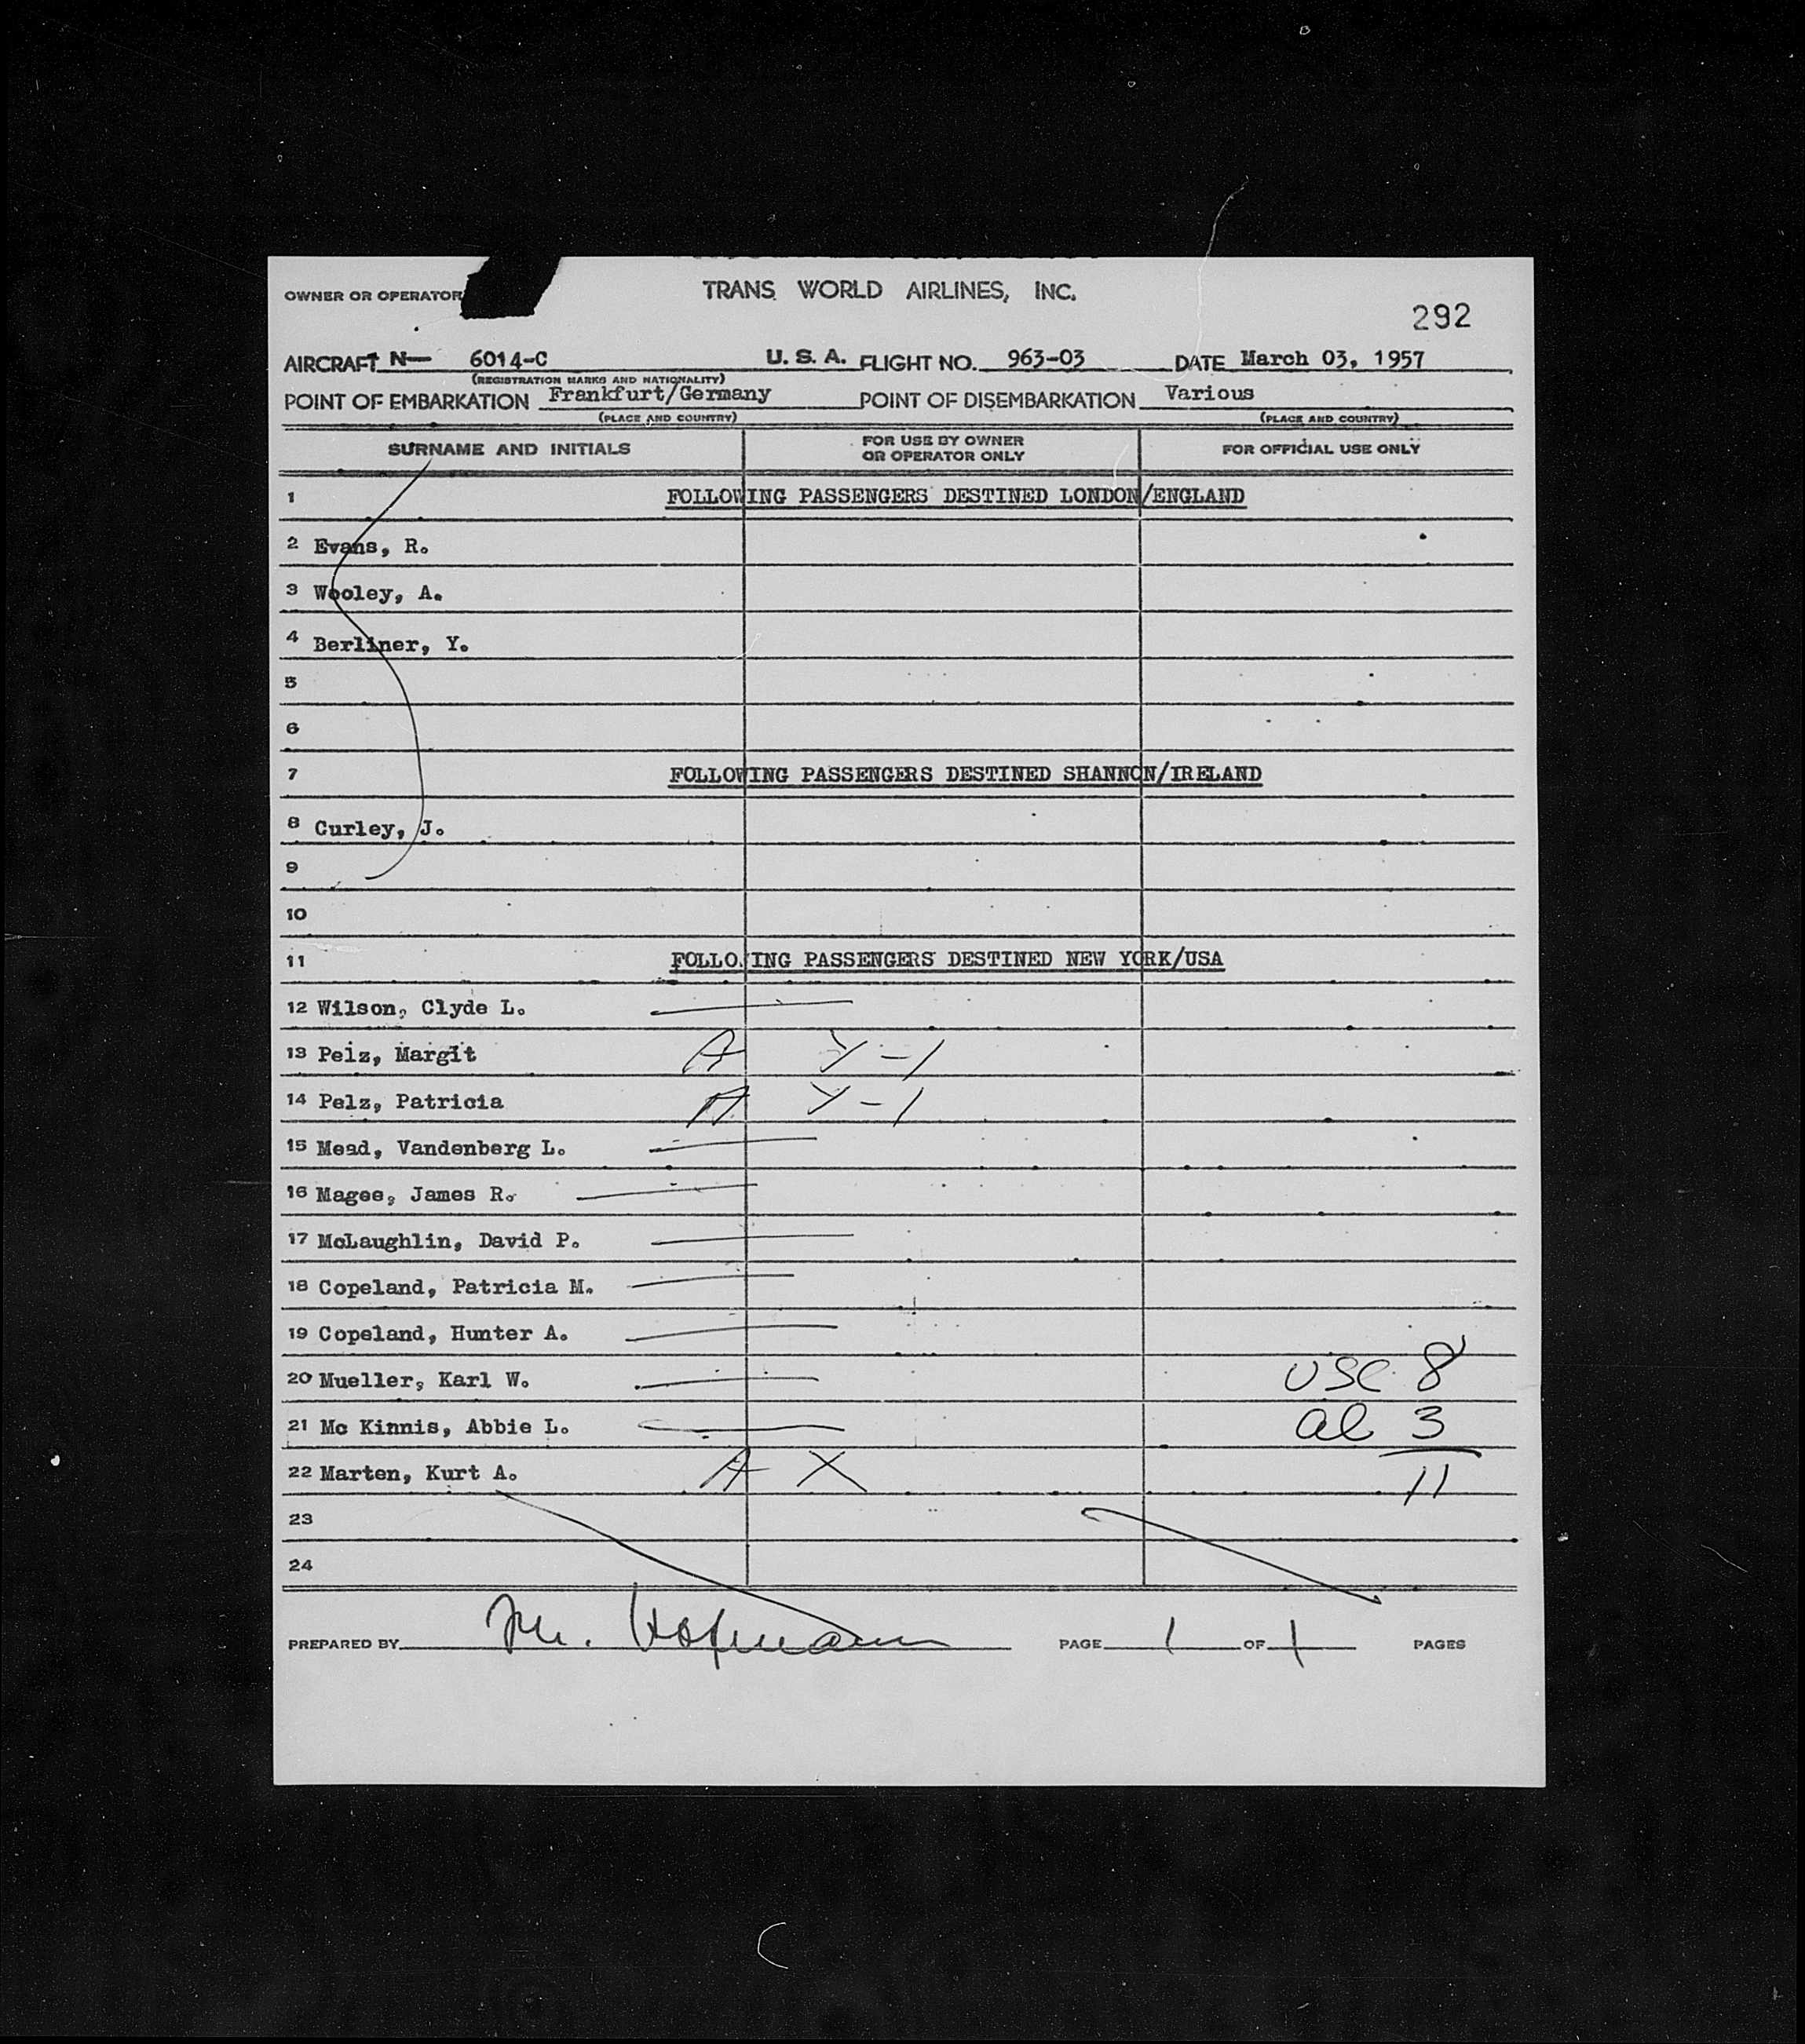 OWNER OR OPERATOR TRANS WORLD AIRLINES, INC.
292
AIRCRAFT N— 6014-C U. S. A. FLIGHT NO. 963-03 DATE March 03, 1957
(REGISTRATION MARKS AND NATIONALITY)
POINT OF EMBARKATION Frankfurt/Germany POINT OF DISEMBARKATION Various
(PLACE AND COUNTRY) (PLACE AND COUNTRY)
SURNAME AND INITIALS FOR USE BY OWNER OR OPERATOR ONLY FOR OFFICIAL USE ONLY
1 FOLLOWING PASSENGERS DESTINED LONDON/ENGLAND
2 Evans, R.
3 Wooley, A.
4 Berliner, Y.
5
6
7 FOLLOWING PASSENGERS DESTINED SHANNON/IRELAND
8 Curley, J.
9
10
11 FOLLOWING PASSENGERS DESTINED NEW YORK/USA
12 Wilson, Clyde L.
13 Pelz, Margit A Y-1
14 Pelz, Patricia A Y-1
15 Mead, Vandenberg L.
16 Magee, James R.
17 McLaughlin, David P.
18 Copeland, Patricia M.
19 Copeland, Hunter A.
20 Mueller, Karl W. USC 8
21 Mc Kinnis, Abbie L. al 3
22 Marten, Kurt A. A X 11
23
24
PREPARED BY M. Hofmann PAGE 1 OF 1 PAGES